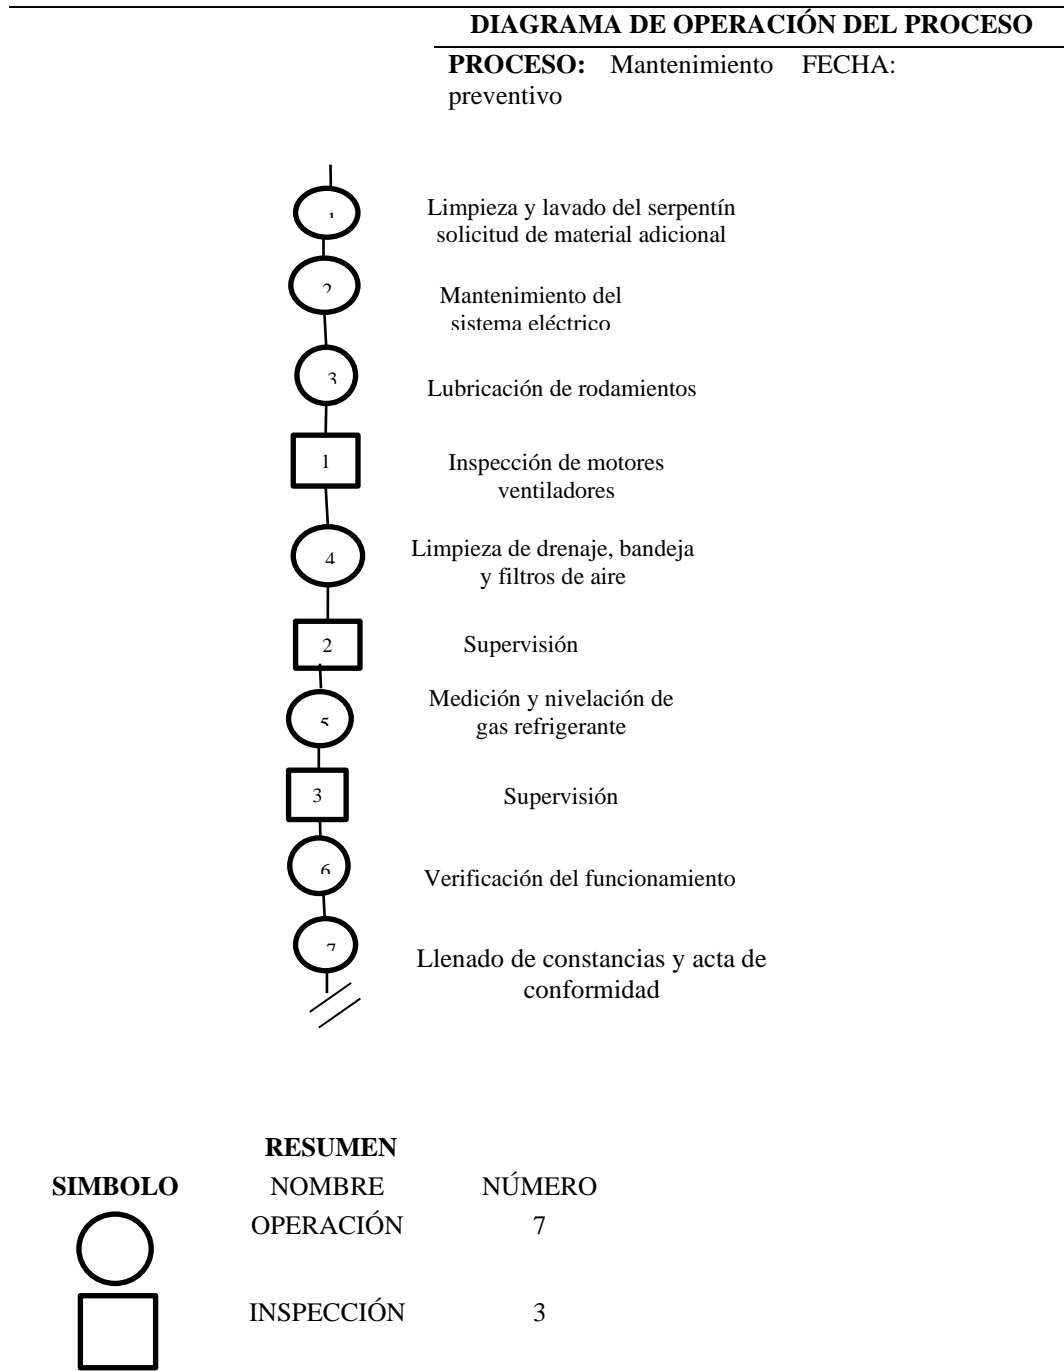 DIAGRAMA DE OPERACIÓN DEL PROCESO
PROCESO: Mantenimiento FECHA:
preventivo
1
Limpieza y lavado del serpentín
solicitud de material adicional
2
Mantenimiento del
sistema eléctrico
3
Lubricación de rodamientos
1
Inspección de motores
ventiladores
4
Limpieza de drenaje, bandeja
y filtros de aire
2
Supervisión
5
Medición y nivelación de
gas refrigerante
3
Supervisión
6
Verificación del funcionamiento
7
Llenado de constancias y acta de
conformidad
RESUMEN
SIMBOLO NOMBRE NÚMERO
OPERACIÓN 7
INSPECCIÓN 3